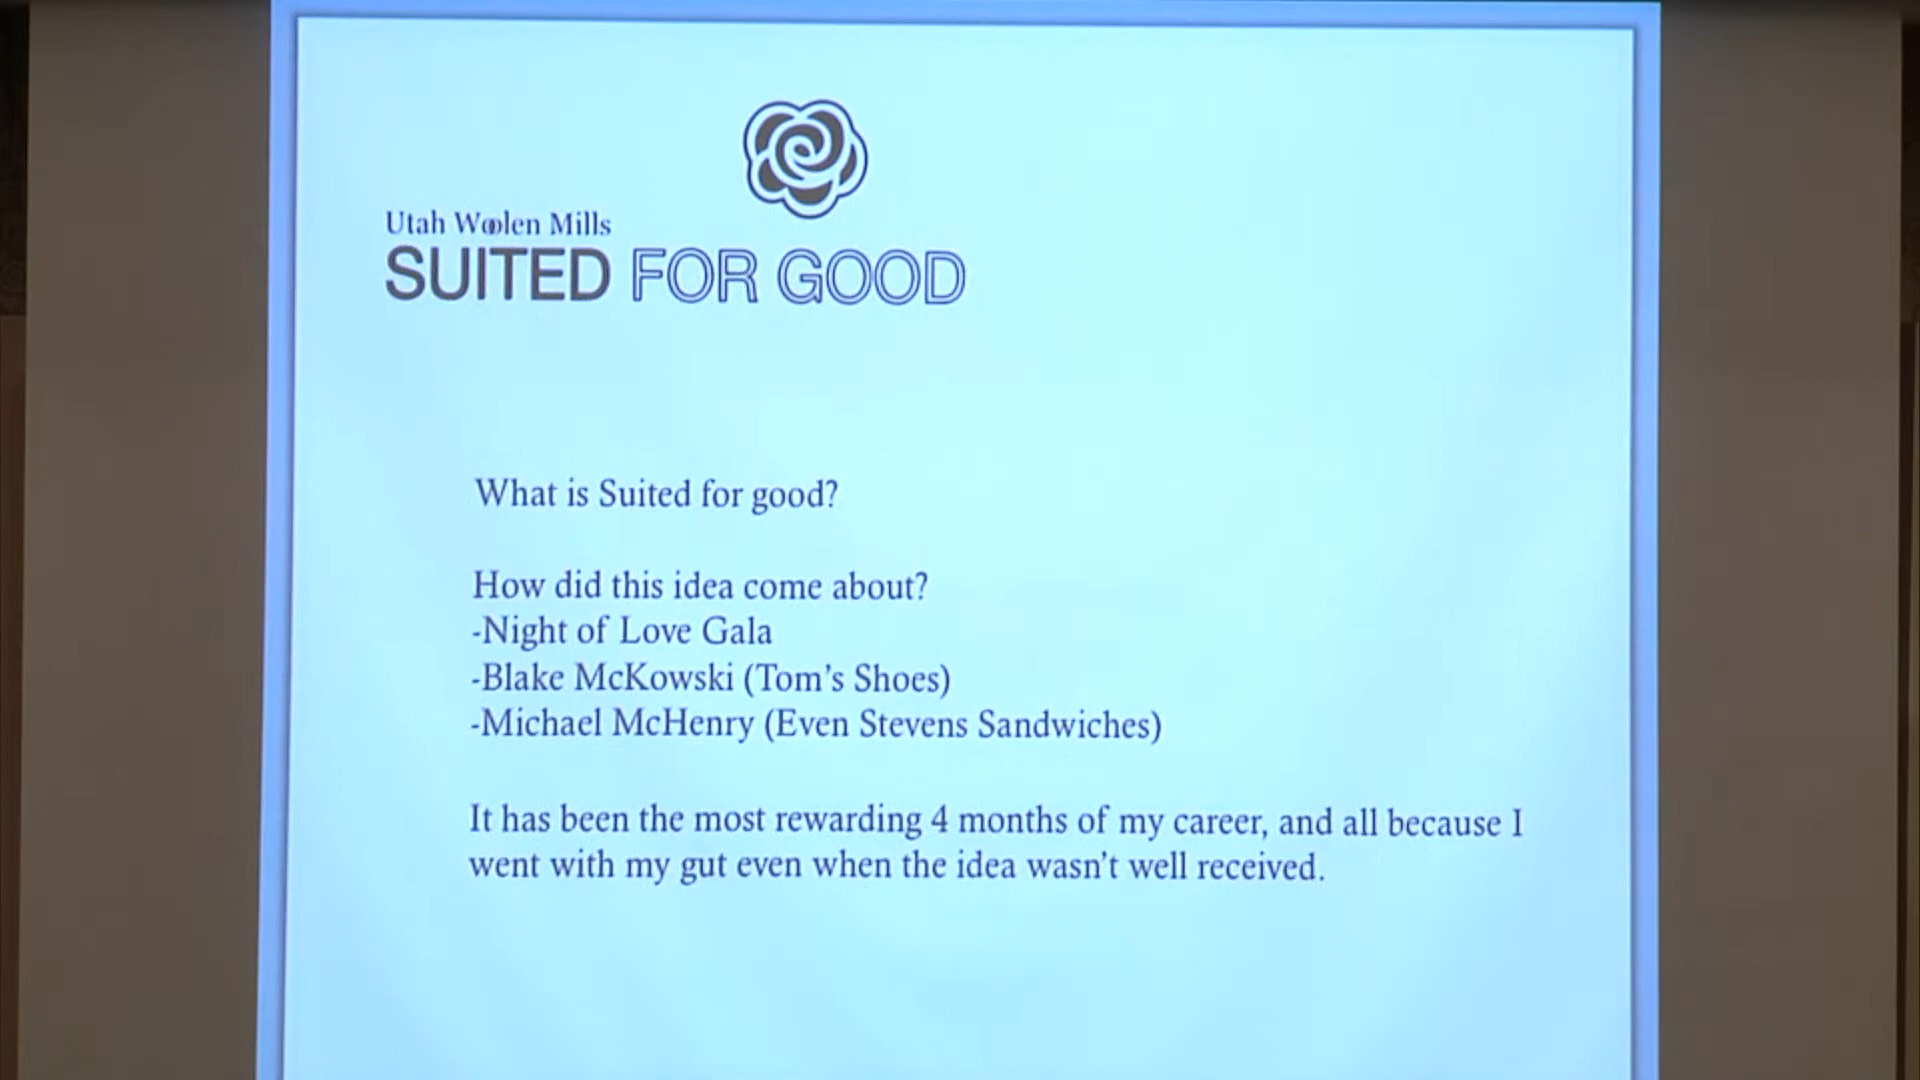 Utah Woolen Mills
SUITED FOR GOOD
What is Suited for good?
How did this idea come about?
-Night of Love Gala
-Blake McKowski (Tom's Shoes)
-Michael McHenry (Even Stevens Sandwiches)
It has been the most rewarding 4 months of my career, and all because I
went with my gut even when the idea wasn't well received.